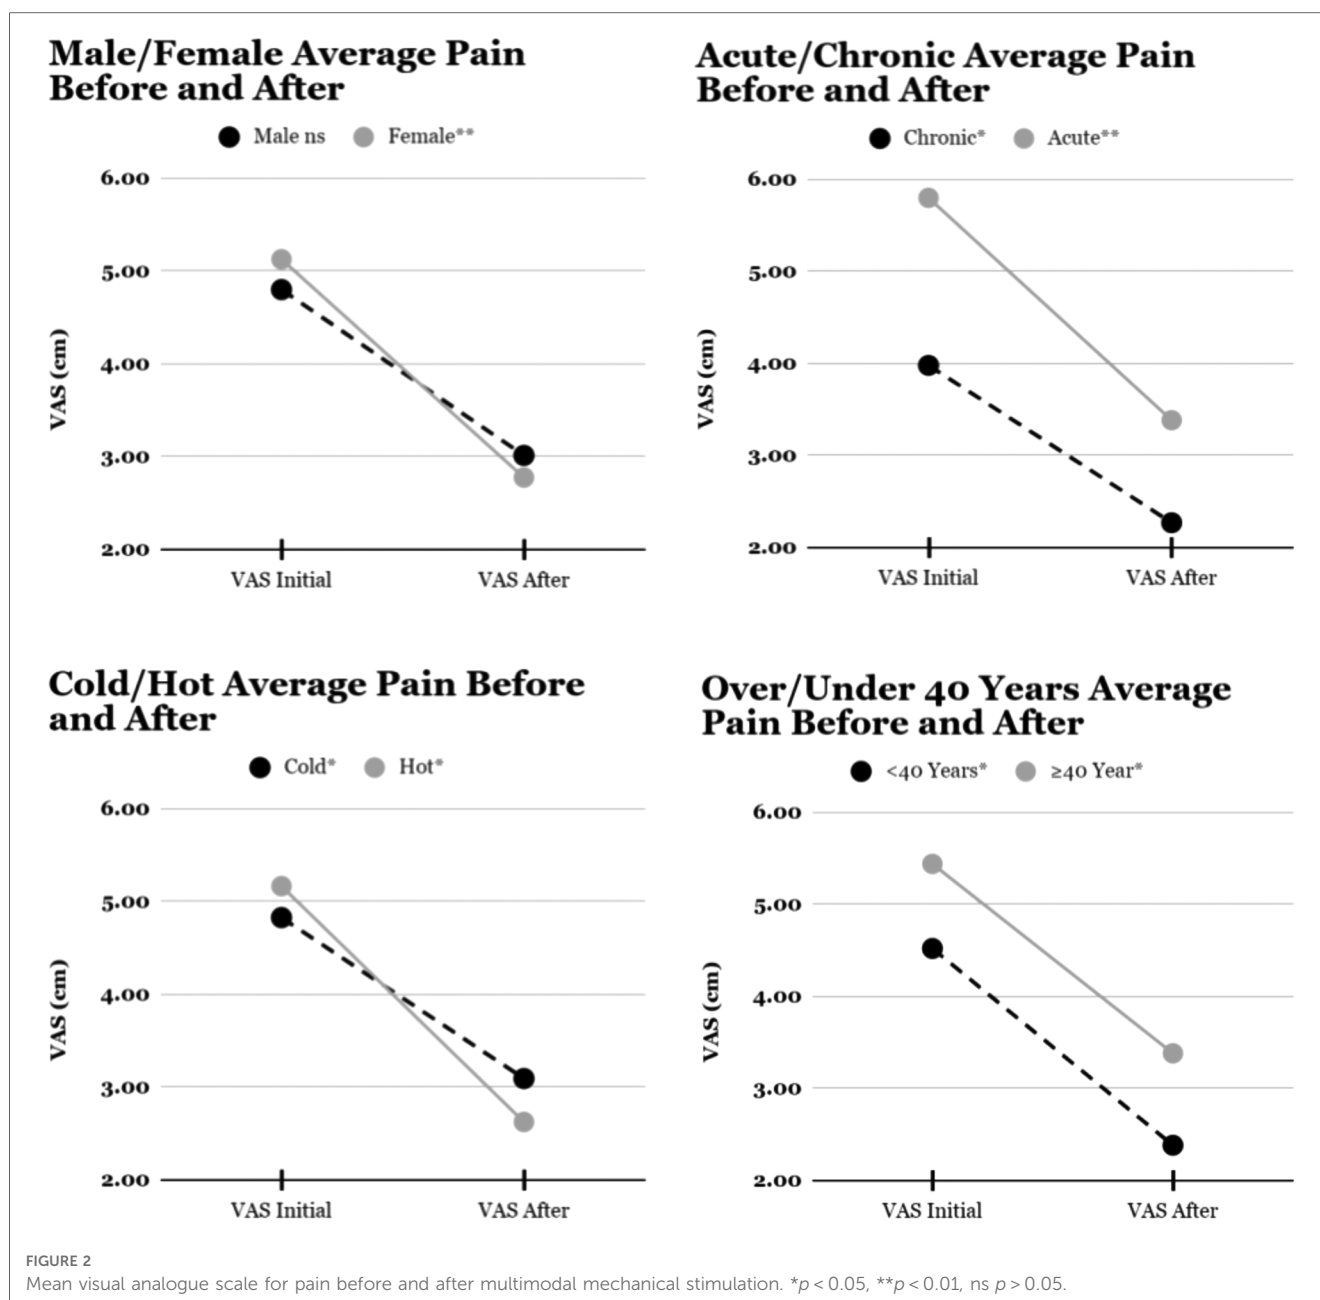 Male/Female Average Pain
Before and After
Male ns Female**
6.00
5.00
4.00
3.00
2.00
VAS (cm)
VAS Initial VAS After
Acute/Chronic Average Pain
Before and After
Chronic* Acute**
6.00
5.00
4.00
3.00
2.00
VAS (cm)
VAS Initial VAS After
Cold/Hot Average Pain Before
and After
Cold* Hot*
6.00
5.00
4.00
3.00
2.00
VAS (cm)
VAS Initial VAS After
Over/Under 40 Years Average
Pain Before and After
<40 Years* ≥40 Year*
6.00
5.00
4.00
3.00
2.00
VAS (cm)
VAS Initial VAS After
FIGURE 2
Mean visual analogue scale for pain before and after multimodal mechanical stimulation. *p < 0.05, **p < 0.01, ns p > 0.05.